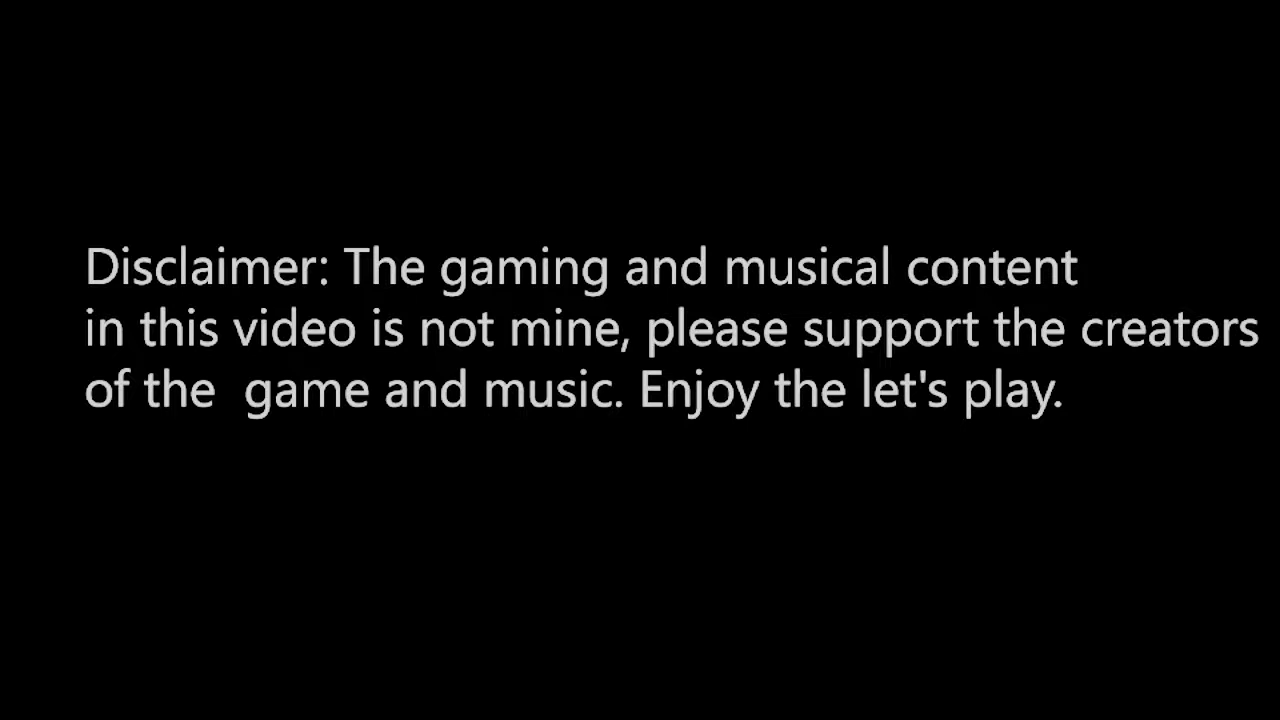 Disclaimer: The gaming and musical content
in this video is not mine, please support the creators
of the  game and music. Enjoy the let's play.